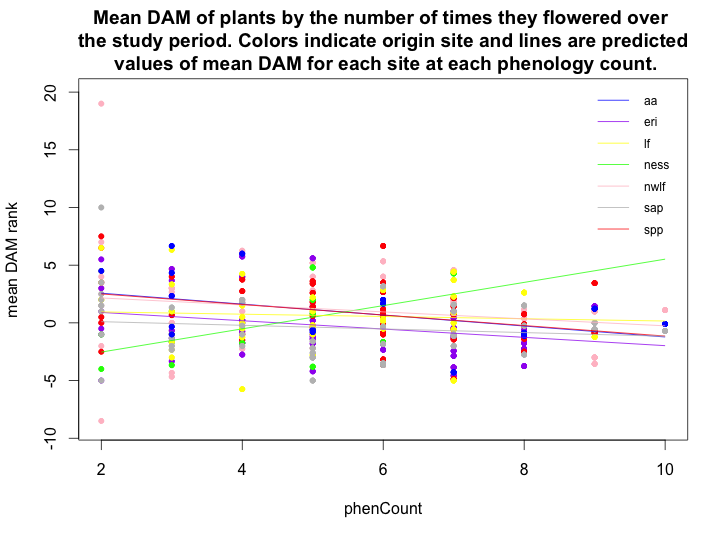 Mean DAM of plants by the number of times they flowered over
the study period. Colors indicate origin site and lines are predicted
values of mean DAM for each site at each phenology count.
20
15
10
5
0
-5
-10
mean DAM rank
aa
eri
lf
ness
nwlf
sap
spp
2 4 6 8 10
phenCount